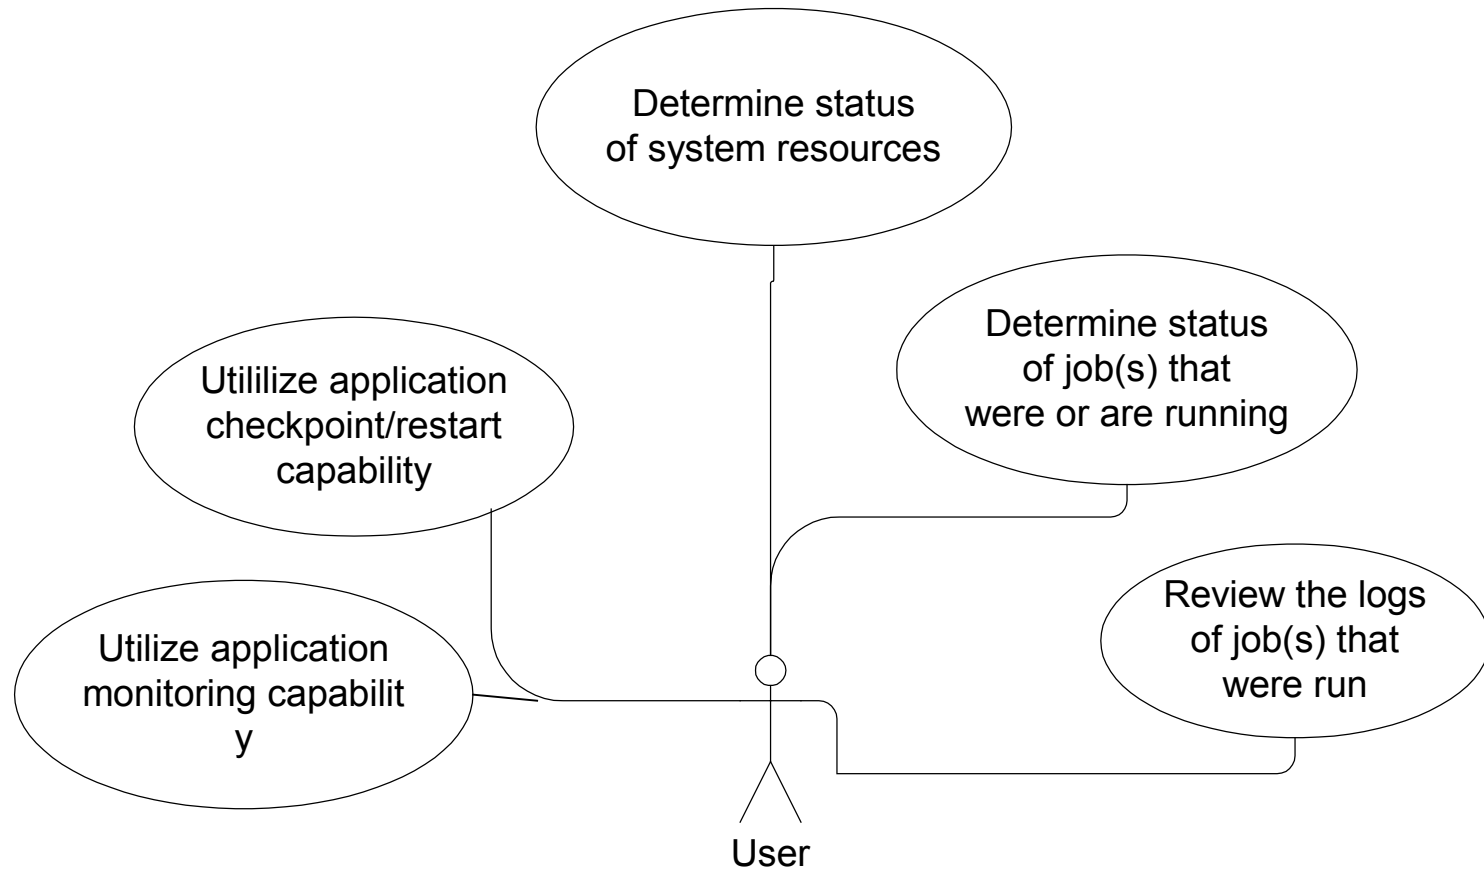 Determine status
of system resources
Determine status
of job(s) that
were or are running
Utililize application
checkpoint/restart
capability
Review the logs
of job(s) that
were run
Utilize application
monitoring capabilit
y
User